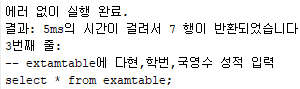 에러 없이 실행 완료.
결과: 5ms의 시간이 걸려서 7 행이 반환되었습니다
3번째 줄:
-- extamtable에 다현,학번,국영수 성적 입력
select * from examtable;